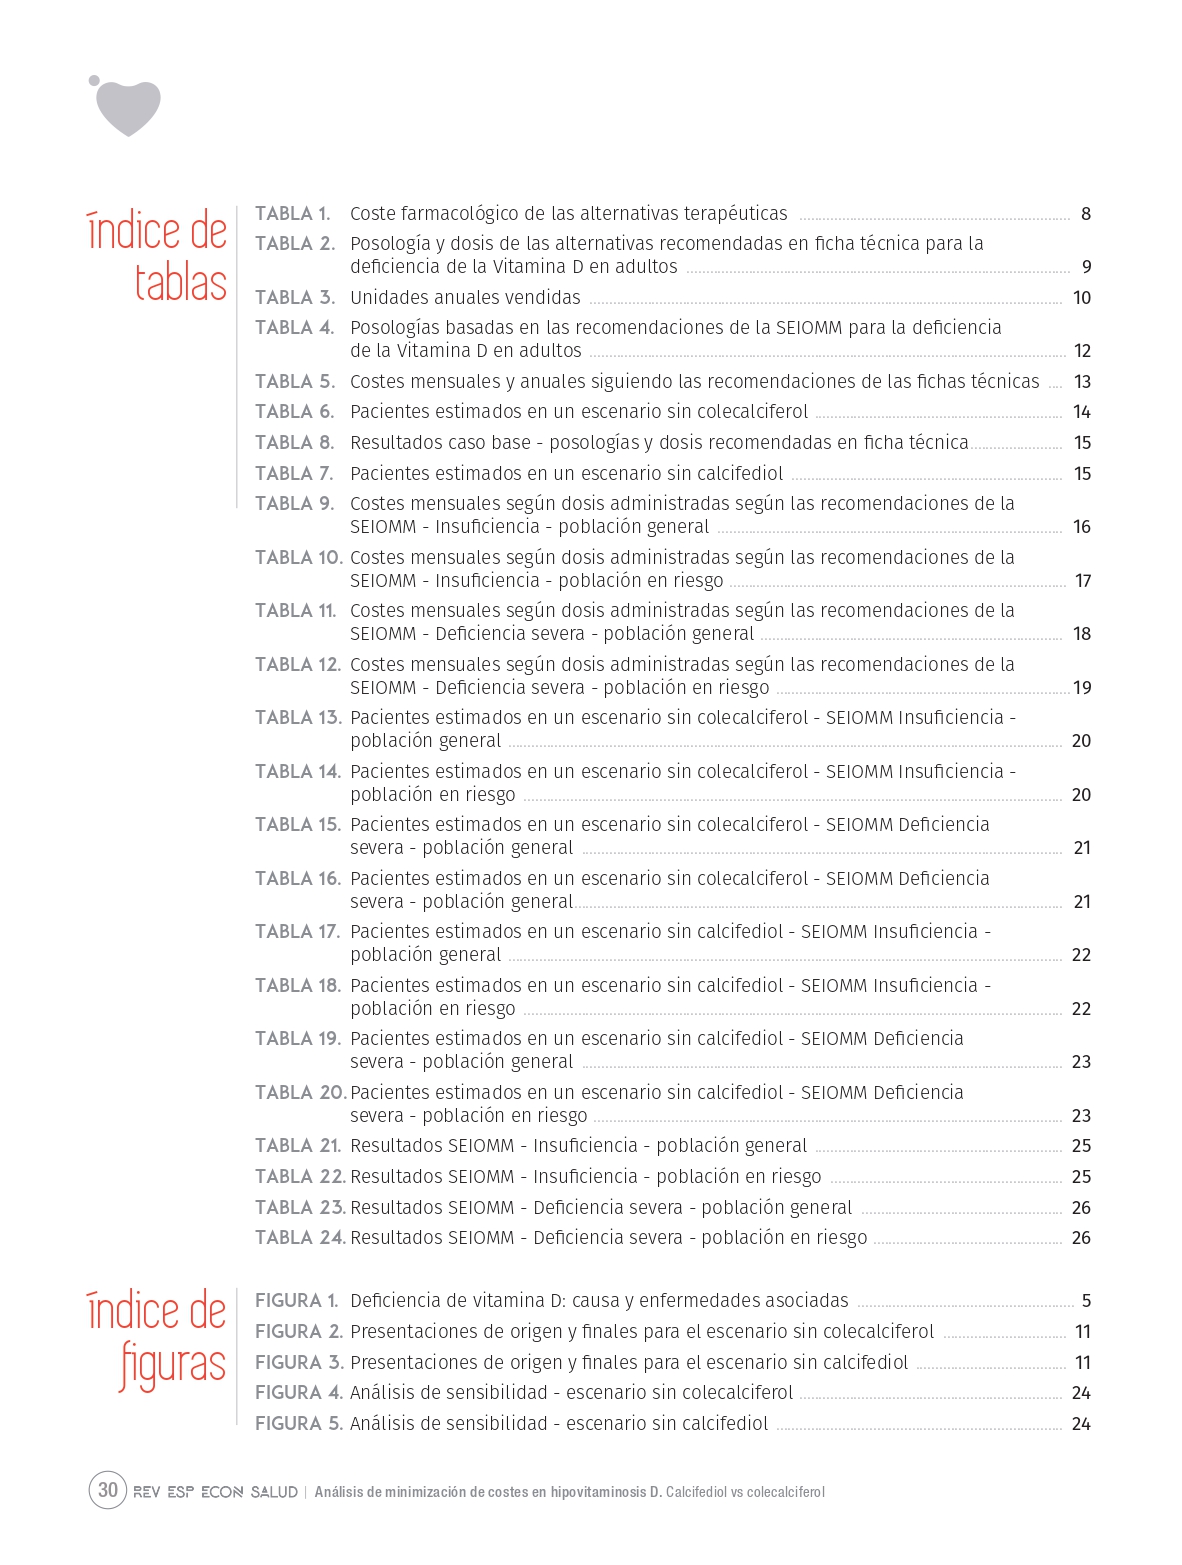 índice de
tablas
TABLA 1. Coste farmacológico de las alternativas terapéuticas 8
TABLA 2. Posología y dosis de las alternativas recomendadas en ficha técnica para la
deficiencia de la Vitamina D en adultos 9
TABLA 3. Unidades anuales vendidas 10
TABLA 4. Posologías basadas en las recomendaciones de la SEIOMM para la deficiencia
de la Vitamina D en adultos 12
TABLA 5. Costes mensuales y anuales siguiendo las recomendaciones de las fichas técnicas 13
TABLA 6. Pacientes estimados en un escenario sin colecalciferol 14
TABLA 8. Resultados caso base - posologías y dosis recomendadas en ficha técnica 15
TABLA 7. Pacientes estimados en un escenario sin calcifediol 15
TABLA 9. Costes mensuales según dosis administradas según las recomendaciones de la
SEIOMM - Insuficiencia - población general 16
TABLA 10. Costes mensuales según dosis administradas según las recomendaciones de la
SEIOMM - Insuficiencia - población en riesgo 17
TABLA 11. Costes mensuales según dosis administradas según las recomendaciones de la
SEIOMM - Deficiencia severa - población general 18
TABLA 12. Costes mensuales según dosis administradas según las recomendaciones de la
SEIOMM - Deficiencia severa - población en riesgo 19
TABLA 13. Pacientes estimados en un escenario sin colecalciferol - SEIOMM Insuficiencia -
población general 20
TABLA 14. Pacientes estimados en un escenario sin colecalciferol - SEIOMM Insuficiencia -
población en riesgo 20
TABLA 15. Pacientes estimados en un escenario sin colecalciferol - SEIOMM Deficiencia
severa - población general 21
TABLA 16. Pacientes estimados en un escenario sin colecalciferol - SEIOMM Deficiencia
severa - población general 21
TABLA 17. Pacientes estimados en un escenario sin calcifediol - SEIOMM Insuficiencia -
población general 22
TABLA 18. Pacientes estimados en un escenario sin calcifediol - SEIOMM Insuficiencia -
población en riesgo 22
TABLA 19. Pacientes estimados en un escenario sin calcifediol - SEIOMM Deficiencia
severa - población general 23
TABLA 20. Pacientes estimados en un escenario sin calcifediol - SEIOMM Deficiencia
severa - población en riesgo 23
TABLA 21. Resultados SEIOMM - Insuficiencia - población general 25
TABLA 22. Resultados SEIOMM - Insuficiencia - población en riesgo 25
TABLA 23. Resultados SEIOMM - Deficiencia severa - población general 26
TABLA 24. Resultados SEIOMM - Deficiencia severa - población en riesgo 26
índice de
figuras
FIGURA 1. Deficiencia de vitamina D: causa y enfermedades asociadas 5
FIGURA 2. Presentaciones de origen y finales para el escenario sin colecalciferol 11
FIGURA 3. Presentaciones de origen y finales para el escenario sin calcifediol 11
FIGURA 4. Análisis de sensibilidad - escenario sin colecalciferol 24
FIGURA 5. Análisis de sensibilidad - escenario sin calcifediol 24
30 REV ESP ECON SALUD | Análisis de minimización de costes en hipovitaminosis D. Calcifediol vs colecalciferol